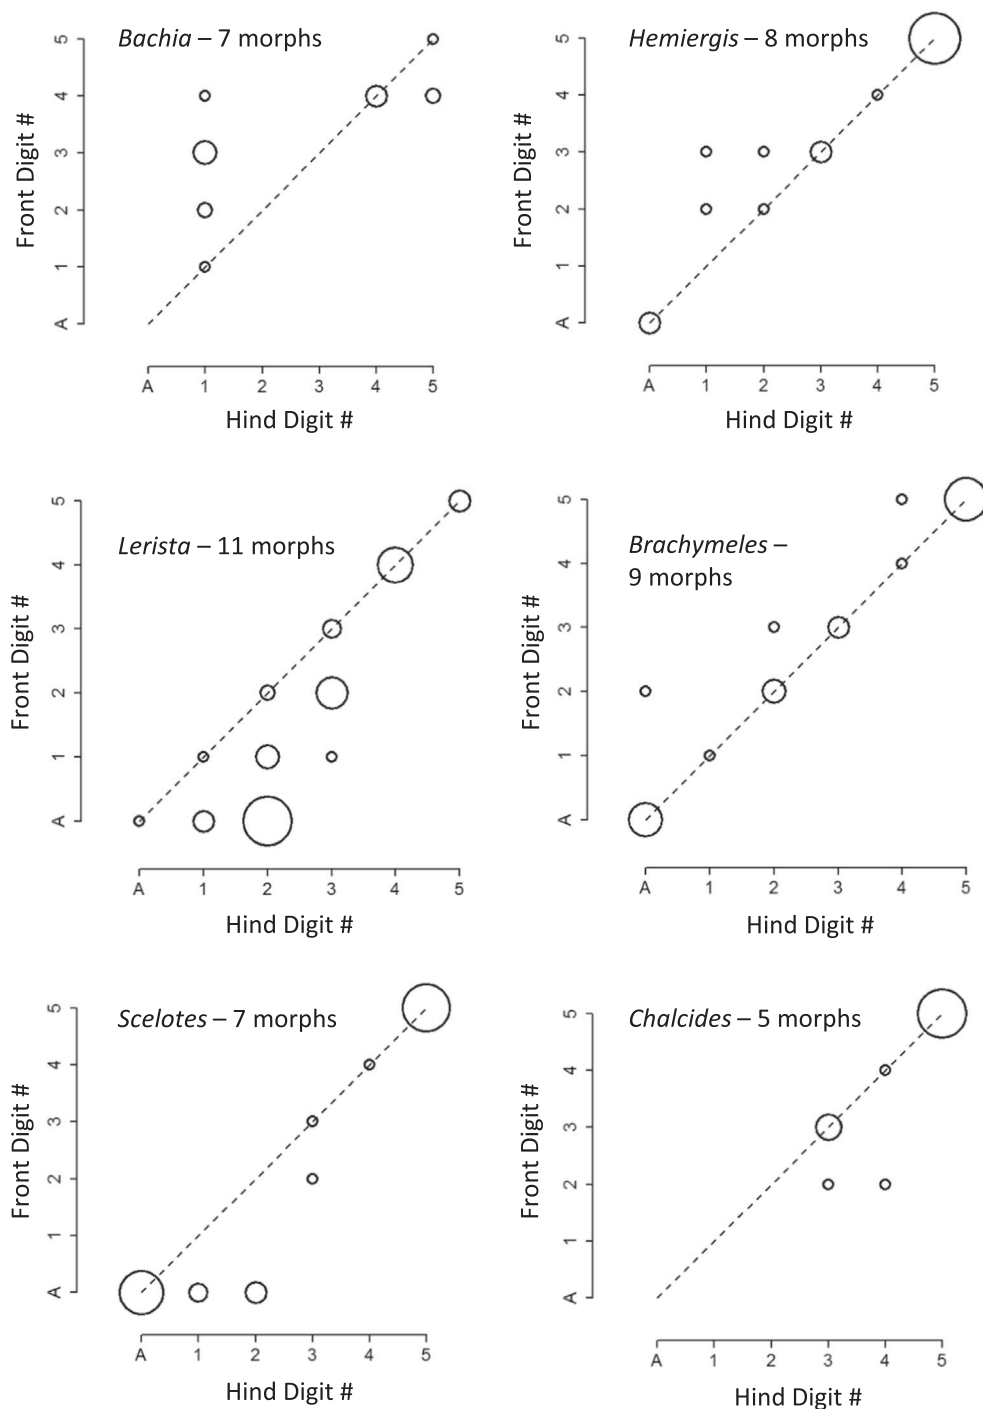 Bachia – 7 morphs
Front Digit #
5
4
3
2
1
A
A 1 2 3 4 5
Hind Digit #
Hemiergis – 8 morphs
Front Digit #
5
4
3
2
1
A
A 1 2 3 4 5
Hind Digit #
Lerista – 11 morphs
Front Digit #
5
4
3
2
1
A
A 1 2 3 4 5
Hind Digit #
Brachymeles –
9 morphs
Front Digit #
5
4
3
2
1
A
A 1 2 3 4 5
Hind Digit #
Scelotes – 7 morphs
Front Digit #
5
4
3
2
1
A
A 1 2 3 4 5
Hind Digit #
Chalcides – 5 morphs
Front Digit #
5
4
3
2
1
A
A 1 2 3 4 5
Hind Digit #